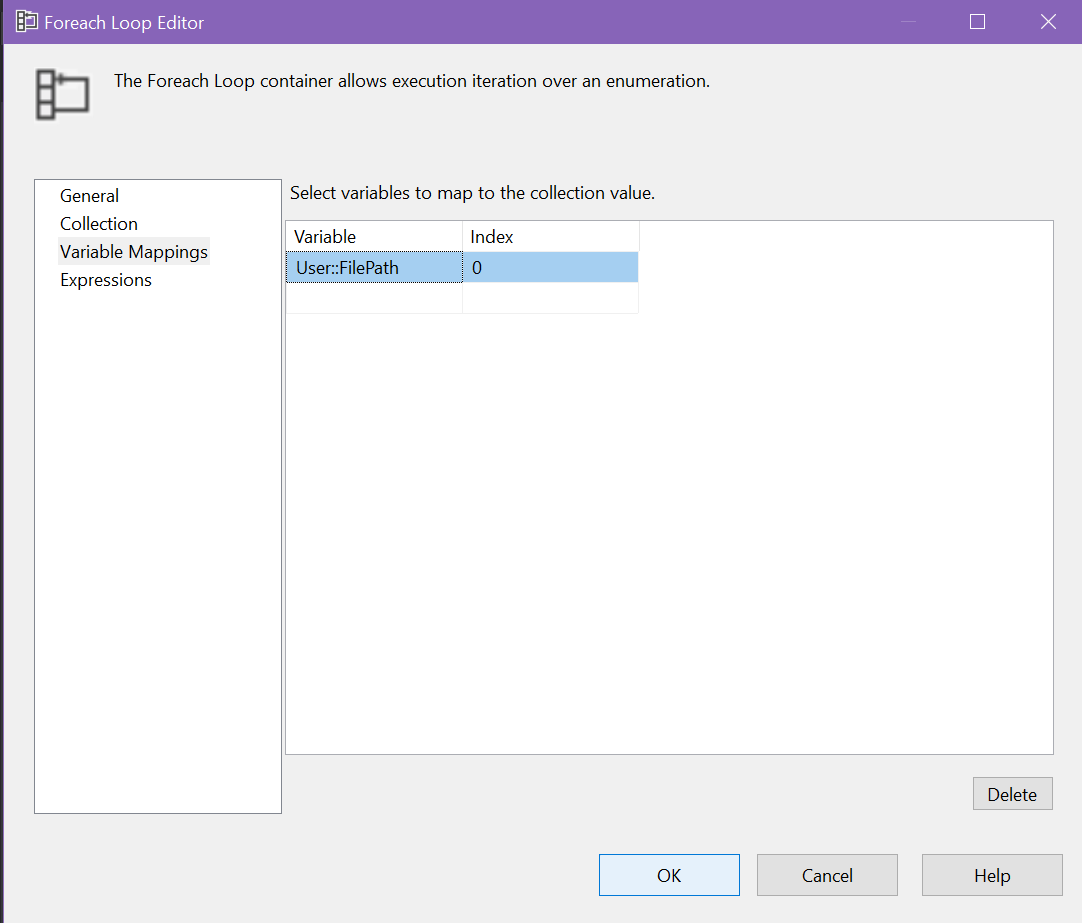 Foreach Loop Editor
The Foreach Loop container allows execution iteration over an enumeration.
General
Collection
Variable Mappings
Expressions
Select variables to map to the collection value.
Variable Index
User::FilePath 0
Delete
OK Cancel Help